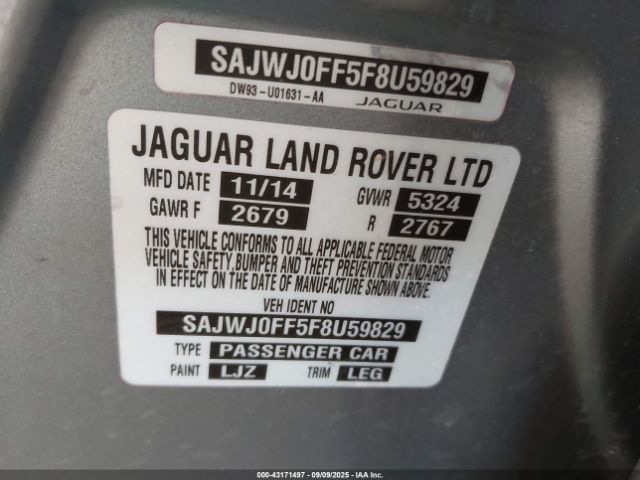 SAJWJ0FF5F8U59829
DW93-U01631-AA JAGUAR
JAGUAR LAND ROVER LTD
MFD DATE 11/14 GVWR 5324
GAWR F 2679 R 2767
THIS VEHICLE CONFORMS TO ALL APPLICABLE FEDERAL MOTOR
VEHICLE SAFETY, BUMPER AND THEFT PREVENTION STANDARDS
IN EFFECT ON THE DATE OF MANUFACTURE SHOWN ABOVE.
VEH IDENT NO
SAJWJ0FF5F8U59829
TYPE PASSENGER CAR
PAINT LJZ TRIM LEG
000-43171497 - 09/09/2025 - IAAI.com